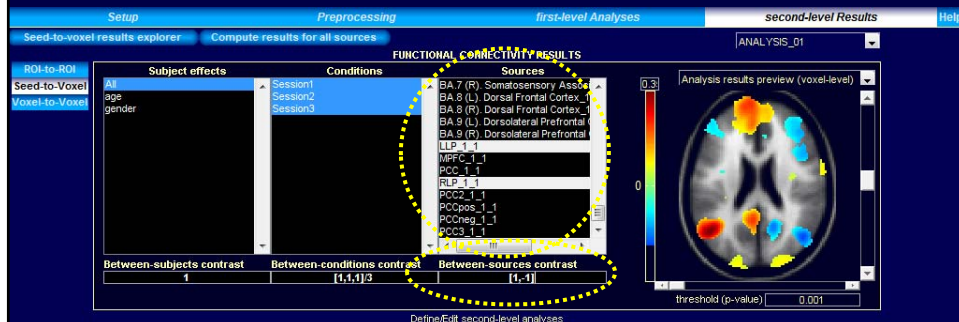 Setup Preprocessing first-level Analyses second-level Results Help
Seed-to-voxel results explorer Compute results for all sources ANALYSIS_01
FUNCTIONAL CONNECTIVITY RESULTS
ROI-to-ROI
Seed-to-Voxel
Voxel-to-Voxel
Subject effects
All
age
gender
Conditions
Session1
Session2
Session3
Sources
BA.7 (R). Somatosensory Assoc
BA.8 (L). Dorsal Frontal Cortex_1
BA.8 (R). Dorsal Frontal Cortex_1
BA.9 (L). Dorsolateral Prefrontal
BA.9 (R). Dorsolateral Prefrontal
LLP_1_1
MPFC_1_1
PCC_1_1
RLP_1_1
PCC2_1_1
PCCpos_1_1
PCCneg_1_1
PCC3_1_1
Between-subjects contrast
1
Between-conditions contrast
[1,1,1]/3
Between-sources contrast
[1,-1]
Analysis results preview (voxel-level)
0.3
0
threshold (p-value) 0.001
Define/Edit second-level analyses